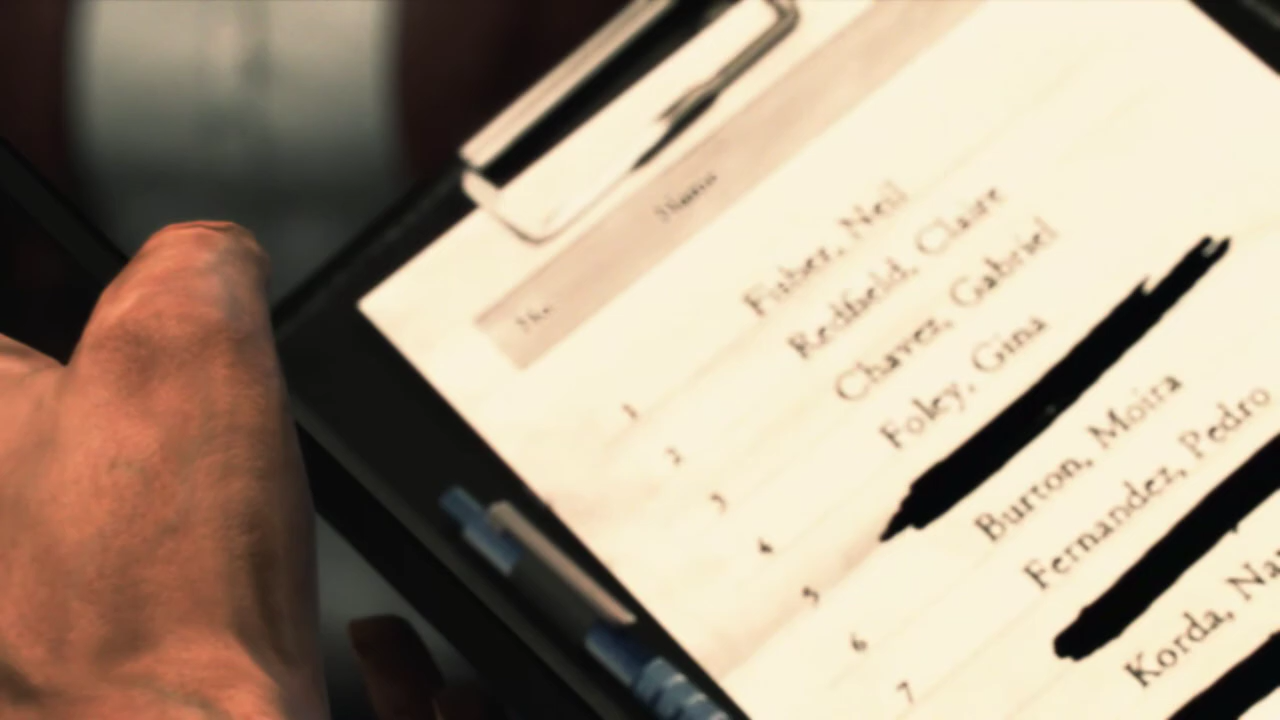 No Name
1 Fisher, Neil
2 Redfield, Claire
3 Chavez, Gabriel
4 Foley, Gina
5
6 Burton, Moira
7 Fernandez, Pedro
Korda,